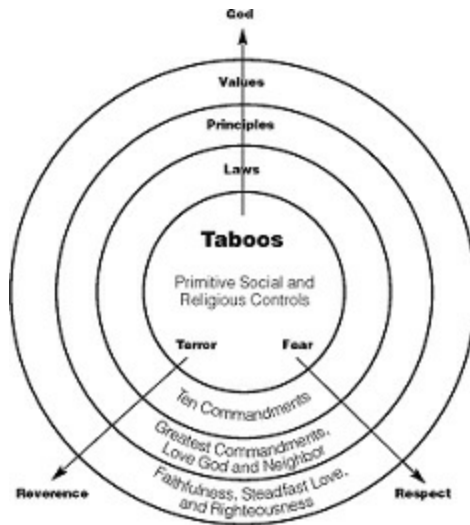 God
Values
Principles
Laws
Taboos
Primitive Social and
Religious Controls
Terror Fear
Ten Commandments
Greatest Commandments,
Love God and Neighbor
Faithfulness, Steadfast Love,
and Righteousness
Reverence Respect